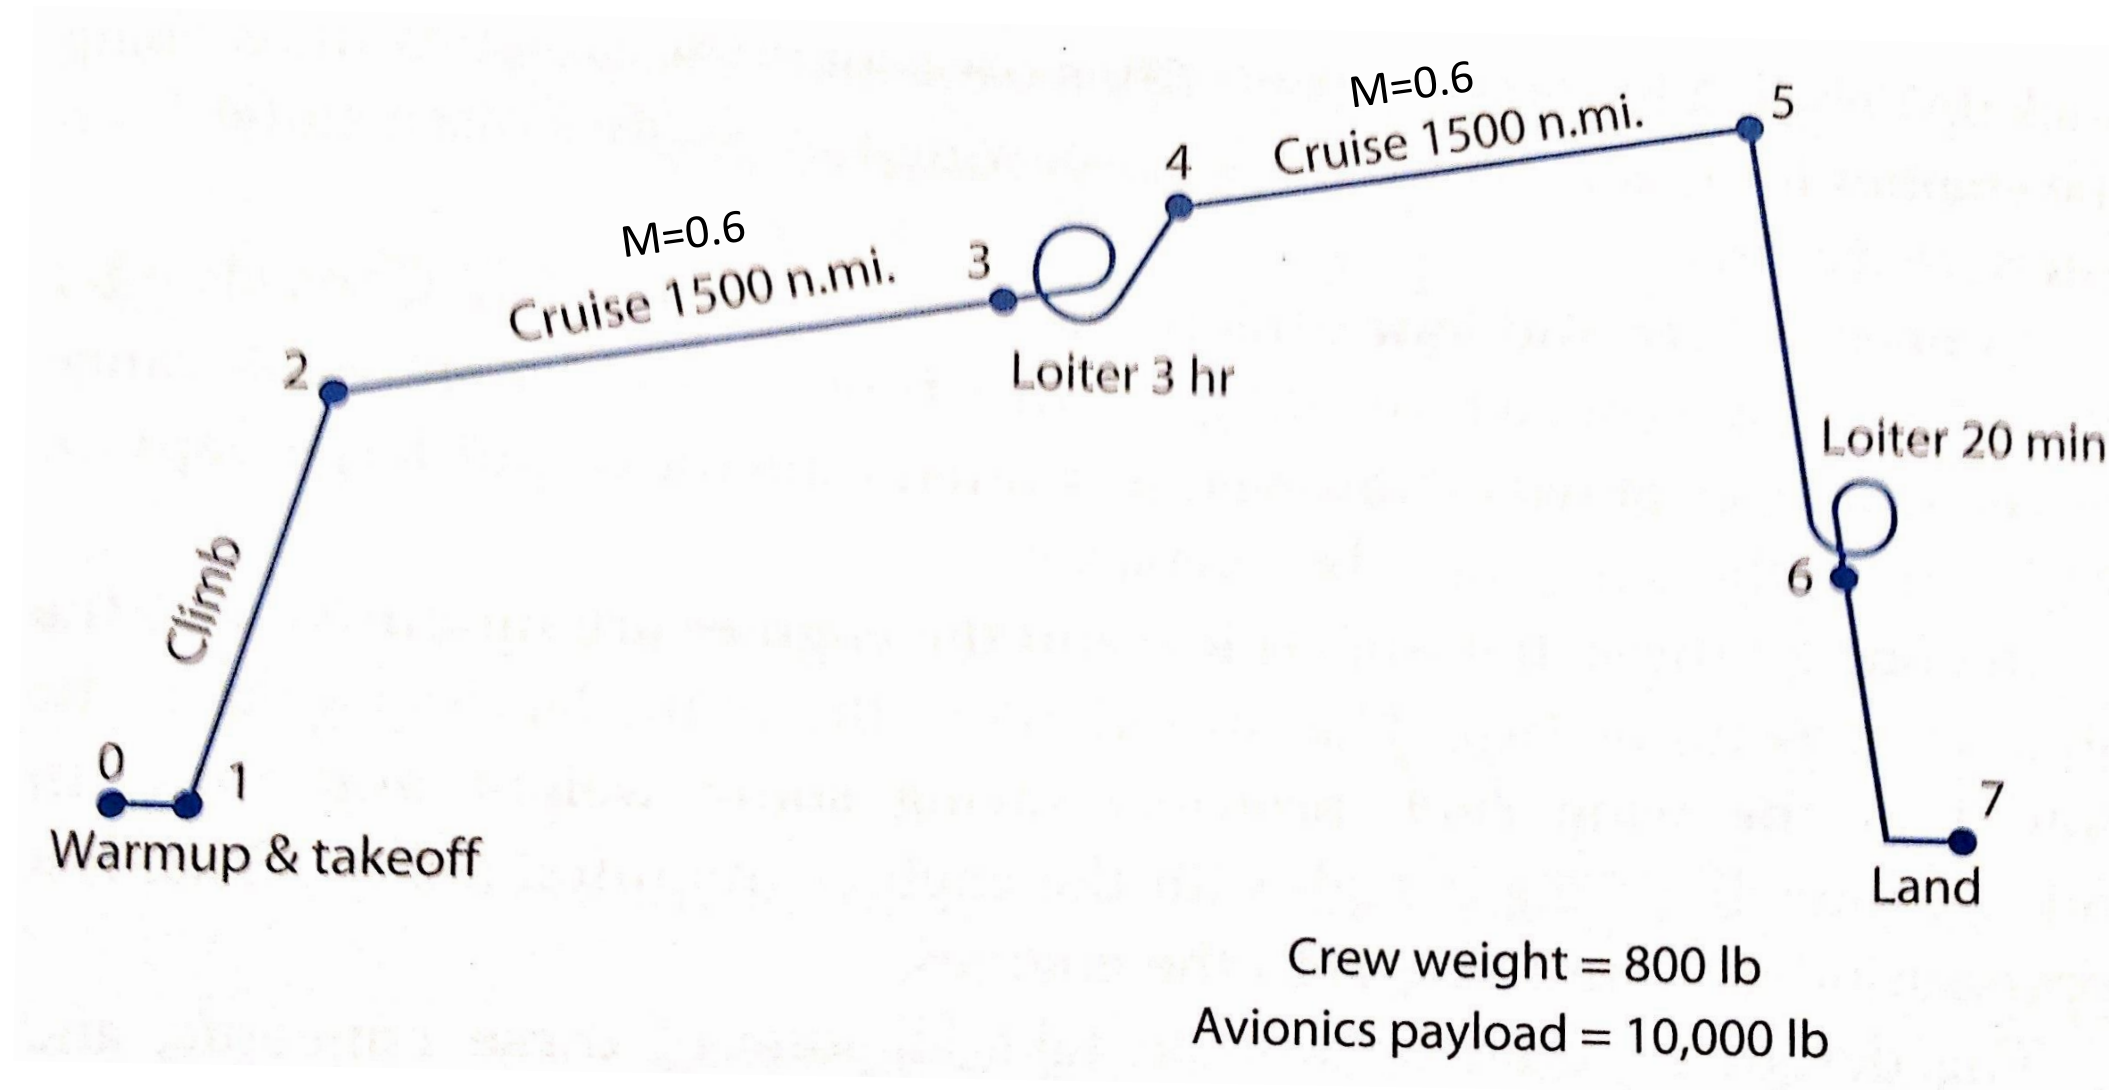 0
1
Warmup & takeoff
Climb
2
M=0.6
Cruise 1500 n.mi.
3
Loiter 3 hr
4
M=0.6
Cruise 1500 n.mi.
5
Loiter 20 min
6
7
Land
Crew weight = 800 lb
Avionics payload = 10,000 lb